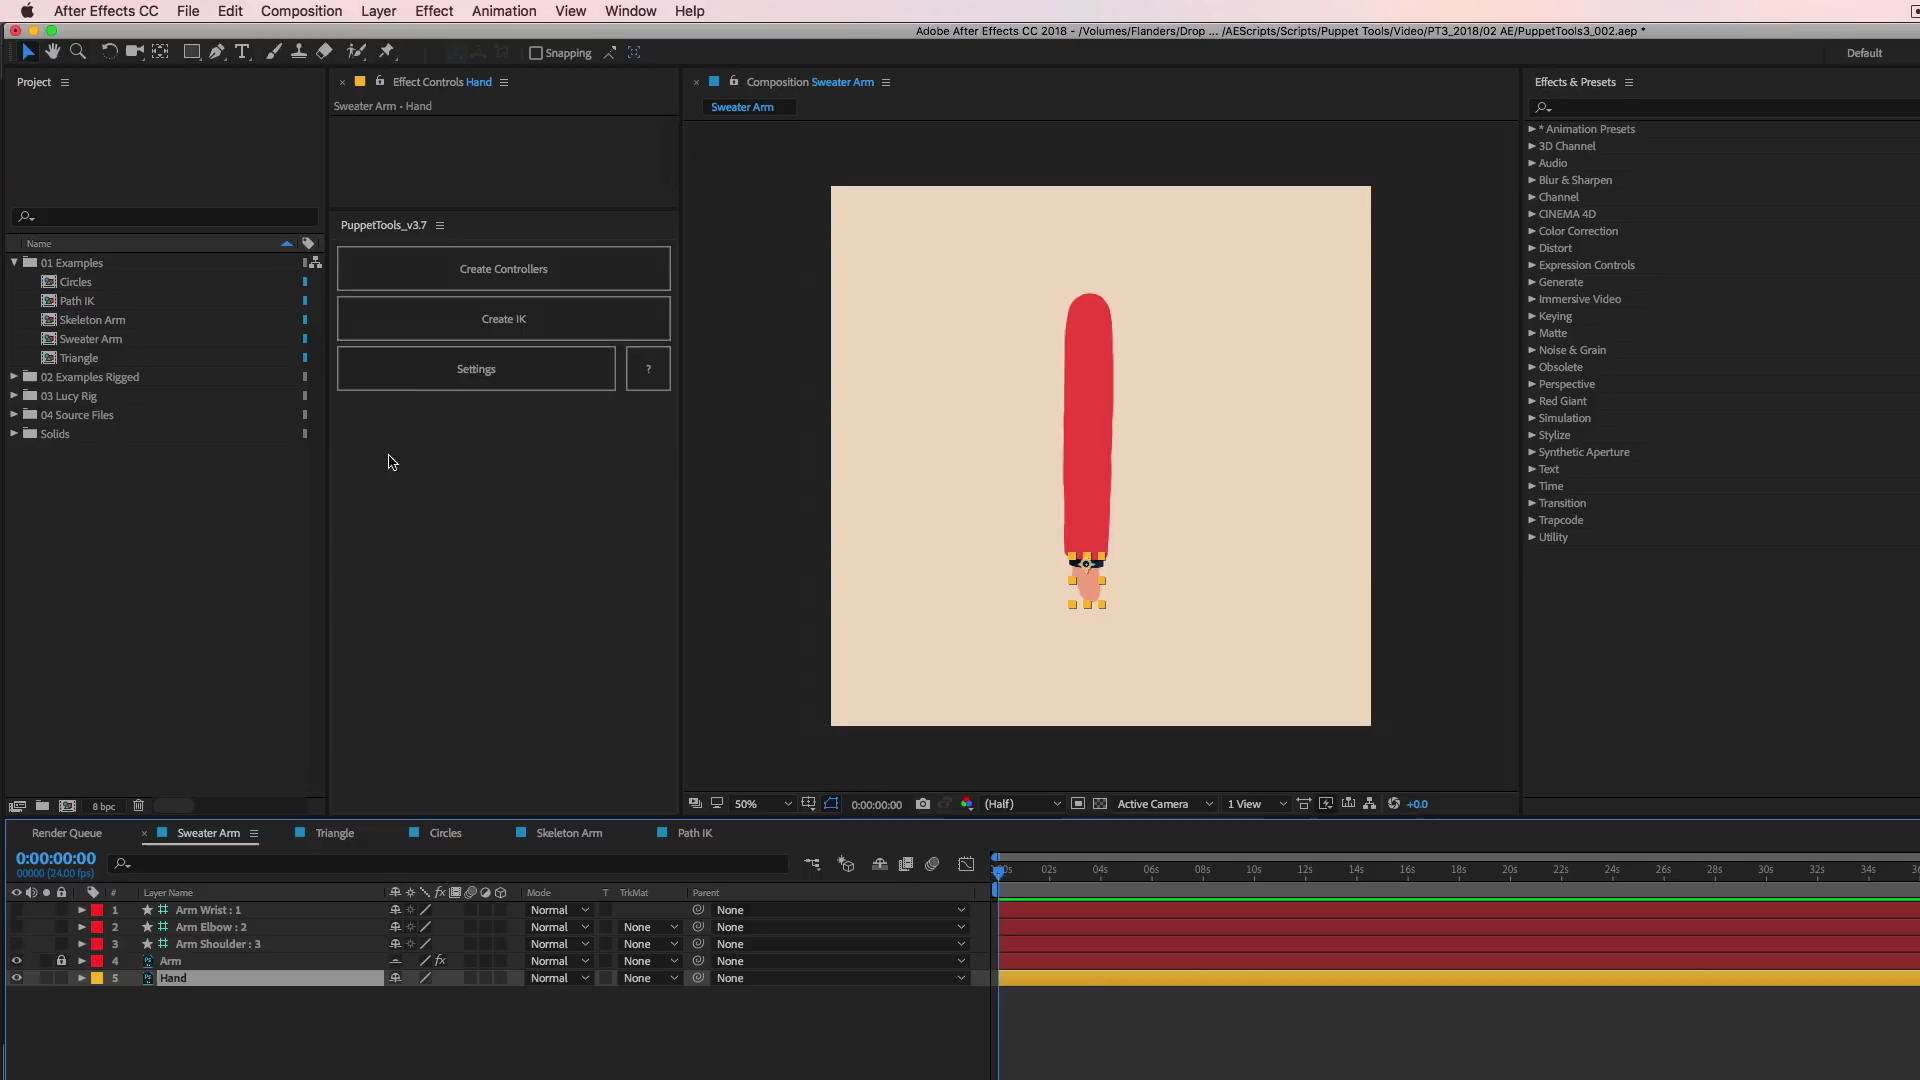 After Effects CC File Edit Composition Layer Effect Animation View Window Help
Adobe After Effects CC 2018 - /Volumes/Flanders/Drop ... /AEScripts/Scripts/Puppet Tools/Video/PT3_2018/02 AE/PuppetTools3_002.aep *
Snapping
Default
Project
Effect Controls Hand
Composition Sweater Arm
Effects & Presets
Sweater Arm - Hand
Sweater Arm
* Animation Presets
3D Channel
Audio
Blur & Sharpen
Channel
CINEMA 4D
Color Correction
Distort
Expression Controls
Generate
Immersive Video
Keying
Matte
Noise & Grain
Obsolete
Perspective
Red Giant
Simulation
Stylize
Synthetic Aperture
Text
Time
Transition
Trapcode
Utility
PuppetTools_v3.7
Create Controllers
Create IK
Settings
?
Name
01 Examples
Circles
Path IK
Skeleton Arm
Sweater Arm
Triangle
02 Examples Rigged
03 Lucy Rig
04 Source Files
Solids
8 bpc
50%
0:00:00:00
(Half)
Active Camera
1 View
+0.0
Render Queue
Sweater Arm
Triangle
Circles
Skeleton Arm
Path IK
0:00:00:00
00000 (24.00 fps)
02s 04s 06s 08s 10s 12s 14s 16s 18s 20s 22s 24s 26s 28s 30s 32s 34s
# Layer Name Mode T TrkMat Parent
1 Arm Wrist : 1 Normal None
2 Arm Elbow : 2 Normal None None
3 Arm Shoulder : 3 Normal None None
4 Arm Normal None None
5 Hand Normal None None